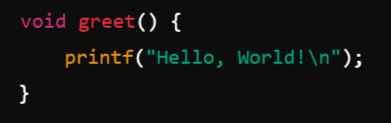 void greet() {
    printf("Hello, World!\n");
}